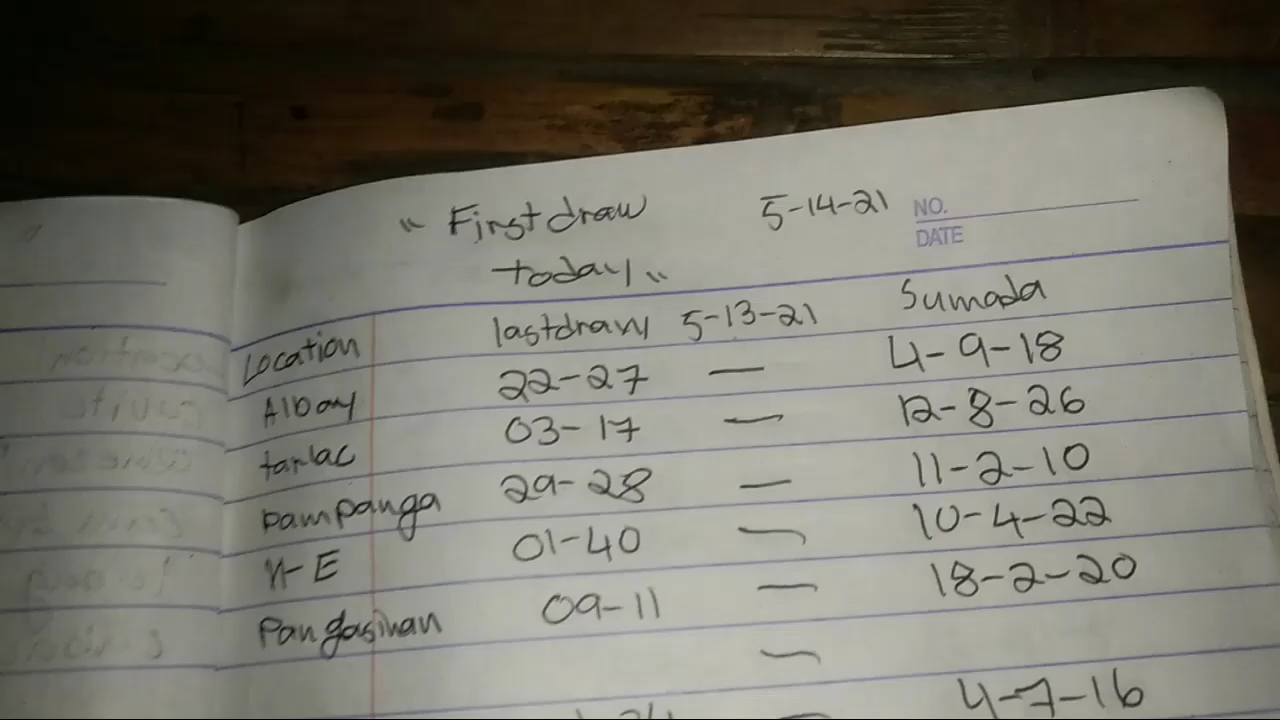 "First draw 5-14-21 NO.
today" DATE
Location lastdraw 5-13-21 Sumada
Albay 22-27 — 4-9-18
tarlac 03-17 — 12-8-26
pampanga 29-28 — 11-2-10
N-E 01-40 — 10-4-22
Pangasinan 09-11 — 18-2-20
—
4-7-16